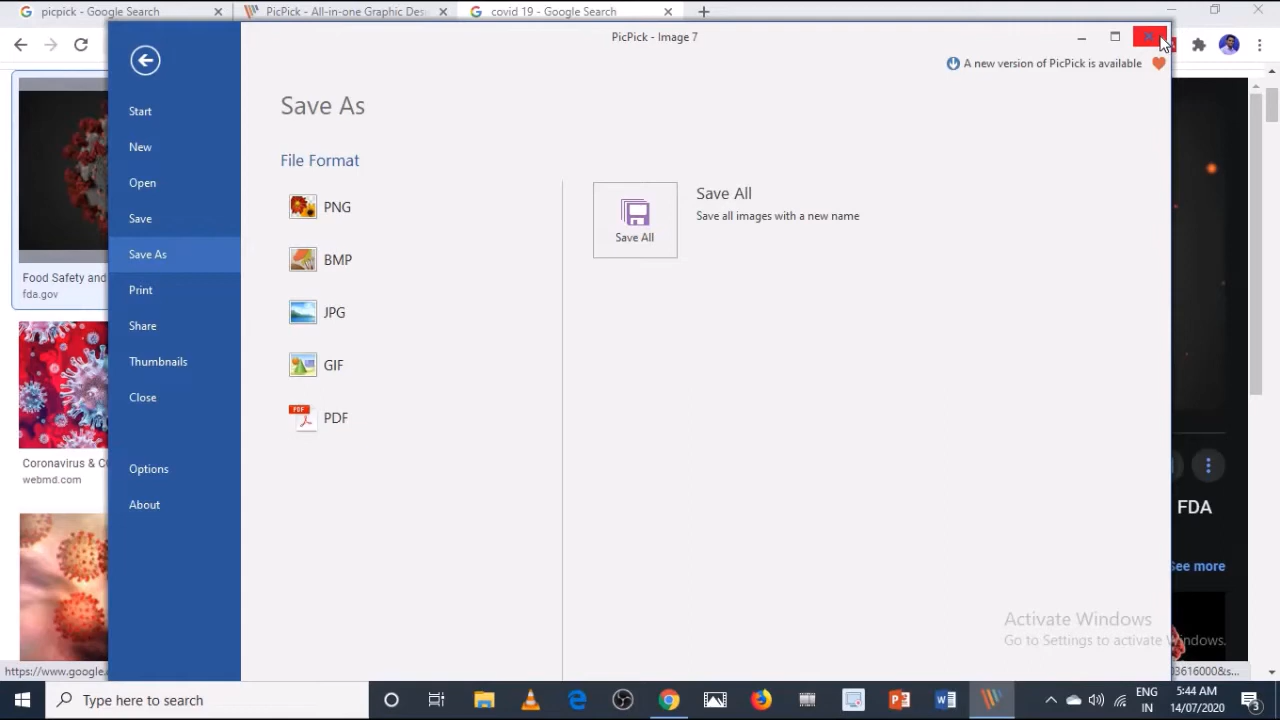 picpick - Google Search
PicPick - All-in-one Graphic Desi
covid 19 - Google Search
PicPick - Image 7
A new version of PicPick is available
Start
New
Open
Save
Save As
Print
Share
Thumbnails
Close
Options
About
Save As
File Format
PNG
BMP
JPG
GIF
PDF
Save All
Save All
Save all images with a new name
Food Safety and
fda.gov
Coronavirus & C
webmd.com
FDA
See more
Activate Windows
Go to Settings to activate Windows.
https://www.google.
03616000&s...
Type here to search
ENG
IN
5:44 AM
14/07/2020
3